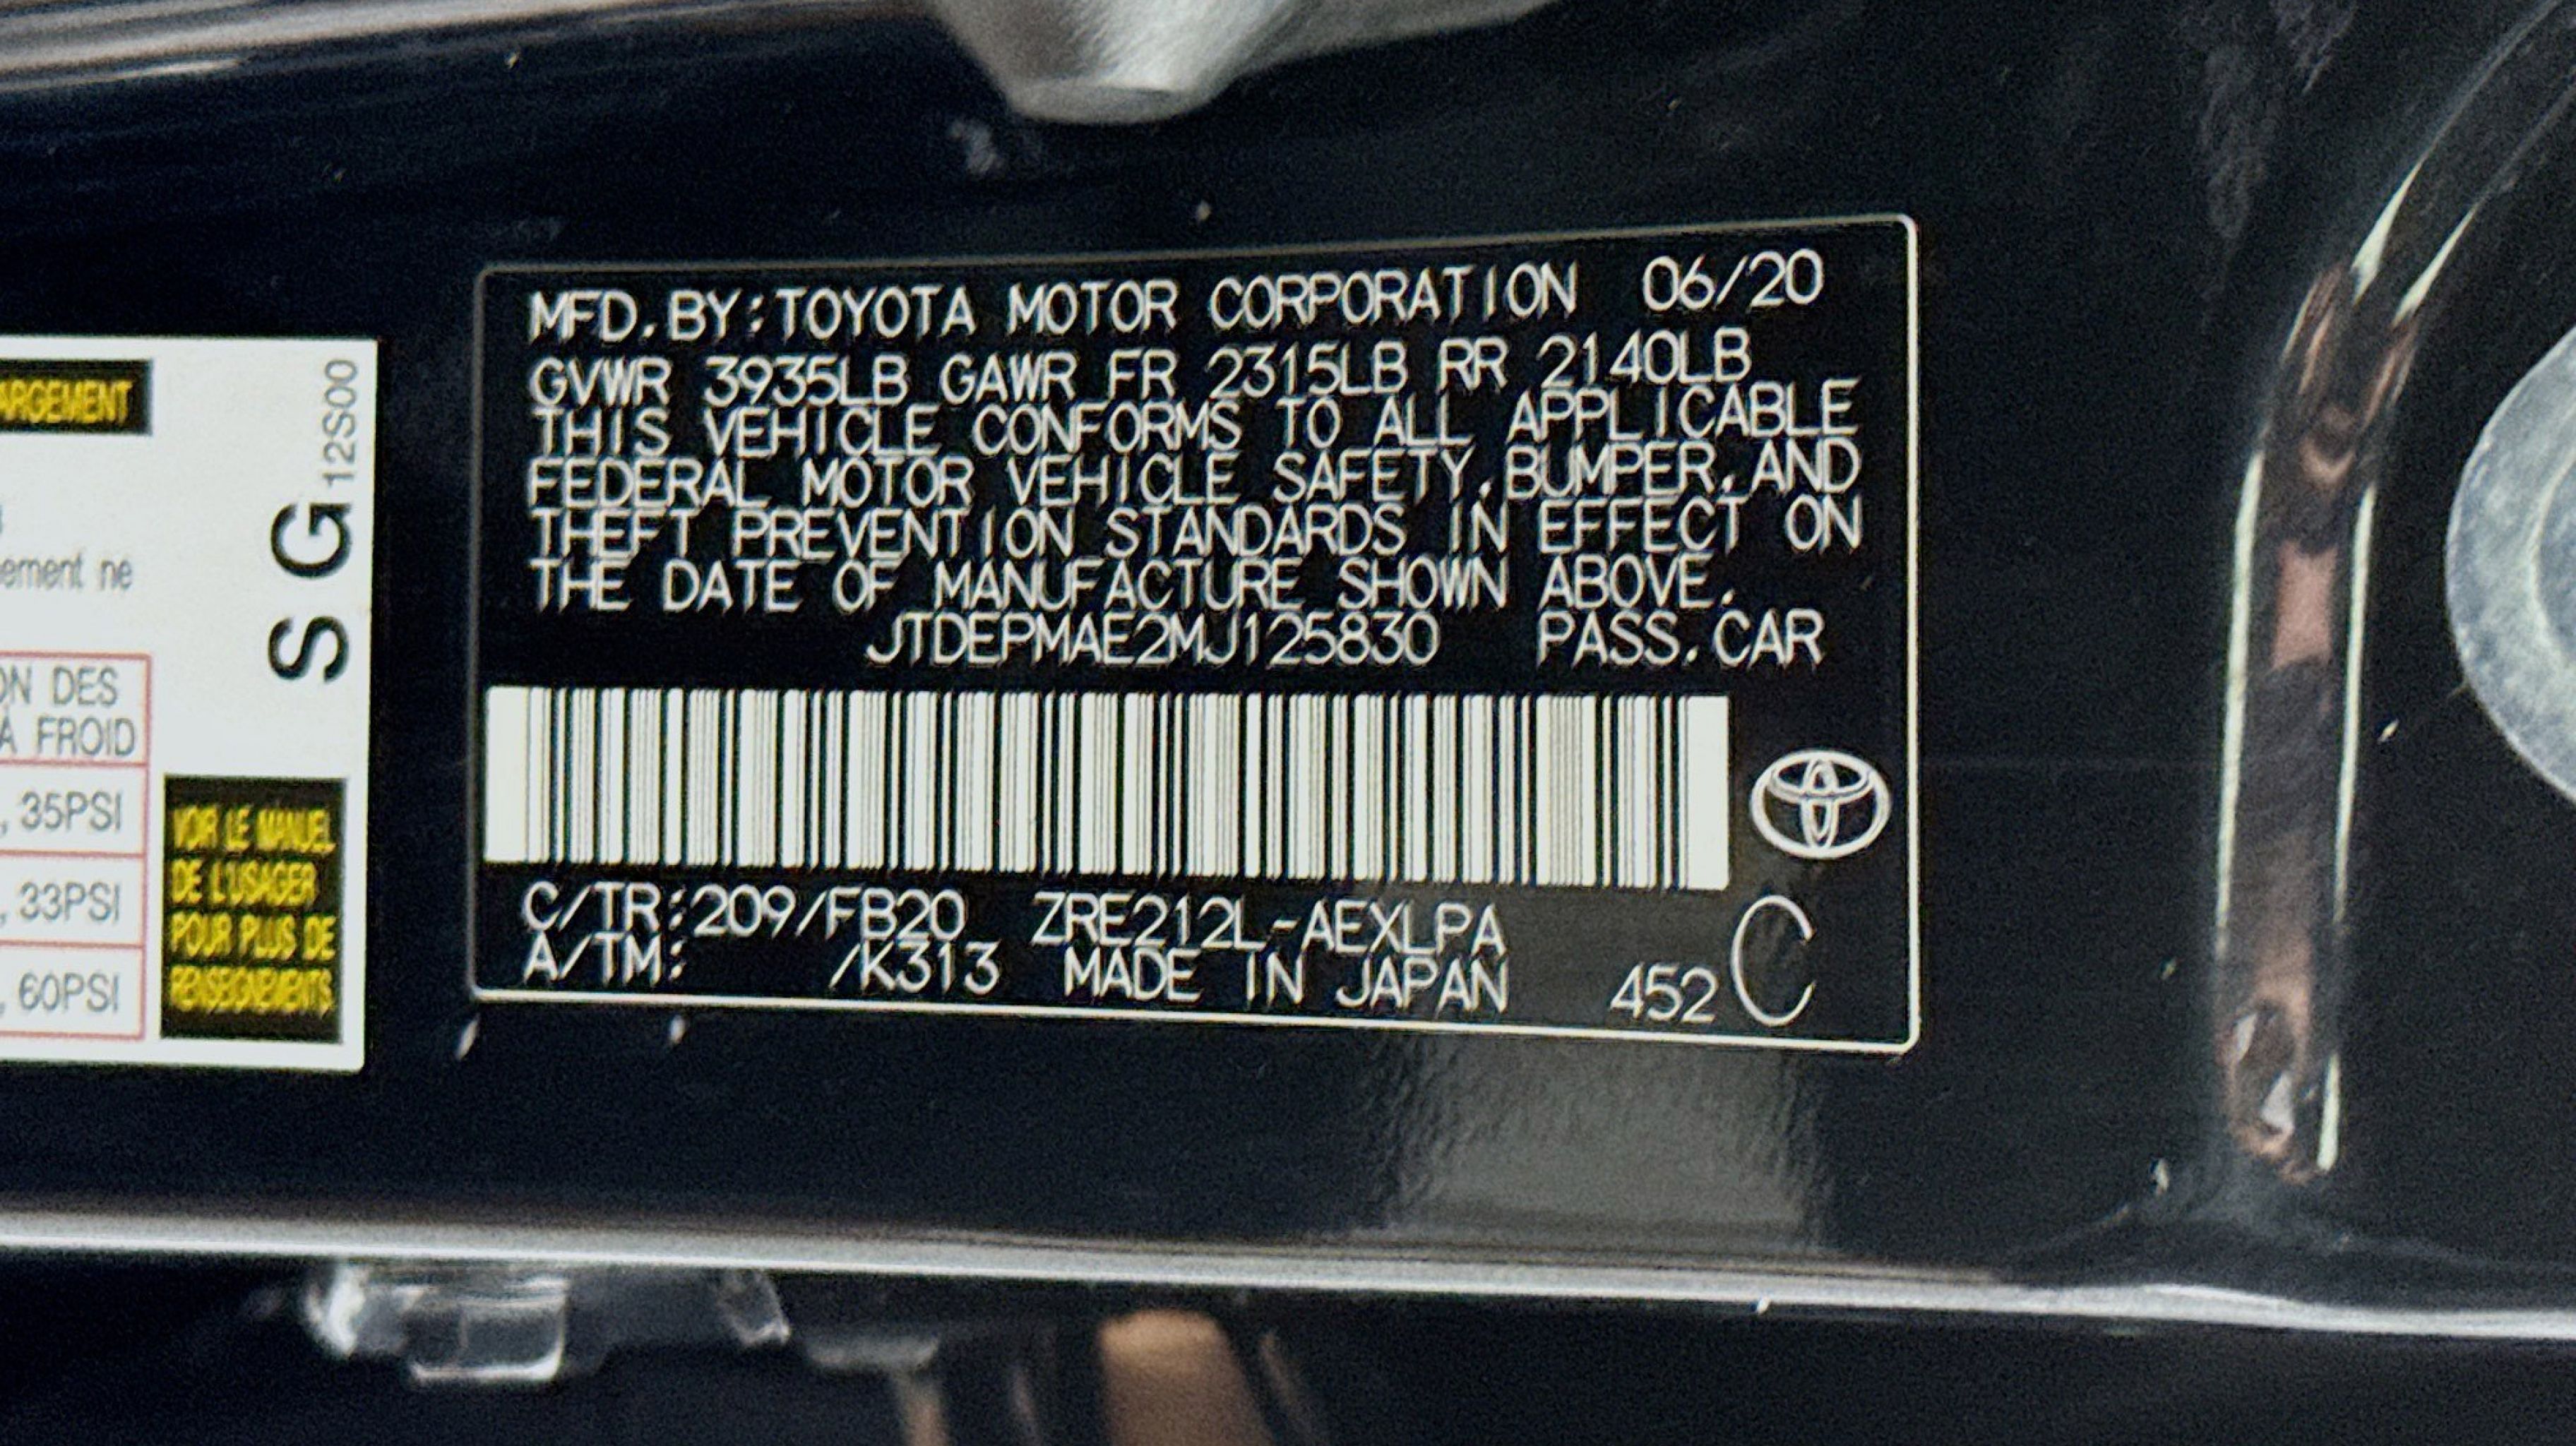 ARGEMENT
12S00
SG
ement ne
ON DES
À FROID
, 35PSI
, 33PSI
, 60PSI
VOIR LE MANUEL
DE L'USAGER
POUR PLUS DE
RENSEIGNEMENTS
MFD.BY:TOYOTA MOTOR CORPORATION 06/20
GVWR 3935LB GAWR FR 2315LB RR 2140LB
THIS VEHICLE CONFORMS TO ALL APPLICABLE
FEDERAL MOTOR VEHICLE SAFETY,BUMPER,AND
THEFT PREVENTION STANDARDS IN EFFECT ON
THE DATE OF MANUFACTURE SHOWN ABOVE.
JTDEPMAE2MJ125830 PASS.CAR
C/TR:209/FB20 ZRE212L-AEXLPA
A/TM: /K313 MADE IN JAPAN 452 C